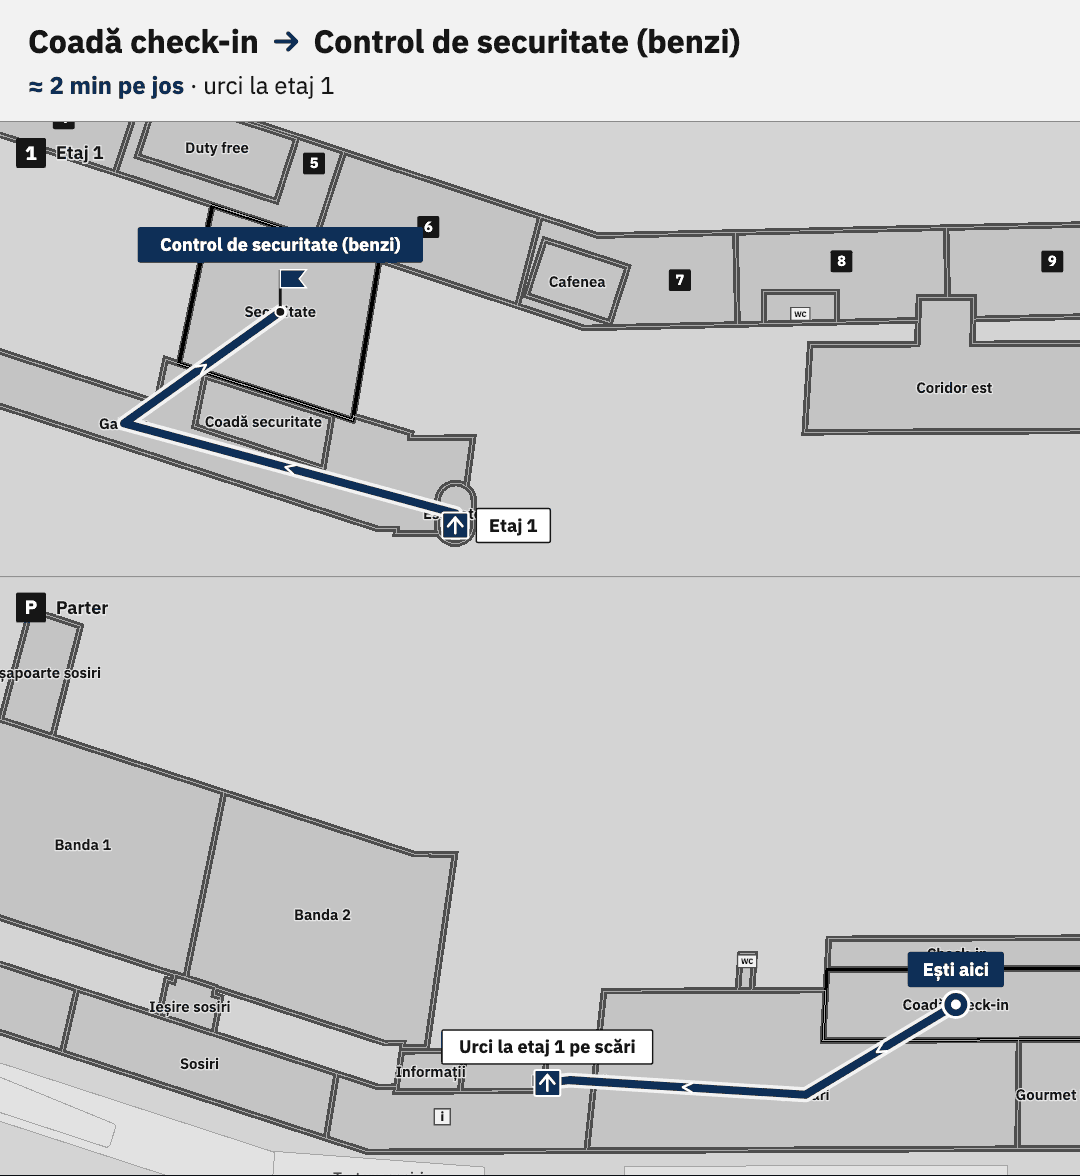 Coadă check-in → Control de securitate (benzi)
≈ 2 min pe jos · urci la etaj 1
1 Etaj 1
Duty free
5
6
Control de securitate (benzi)
Cafenea
7
8
9
WC
Coridor est
Coadă securitate
Etaj 1
P Parter
Banda 1
Banda 2
Ieșire sosiri
Sosiri
Informații
Urci la etaj 1 pe scări
i
WC
Ești aici
Gourmet